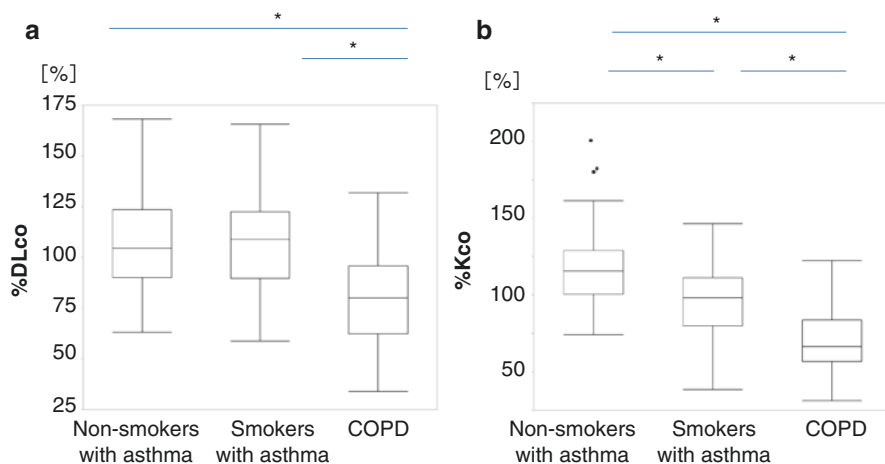 a
*
*
[%]
175
150
125
100
75
50
25
%DLco
Non-smokers
with asthma
Smokers
with asthma
COPD
b
*
*
*
[%]
200
150
100
50
%Kco
Non-smokers
with asthma
Smokers
with asthma
COPD